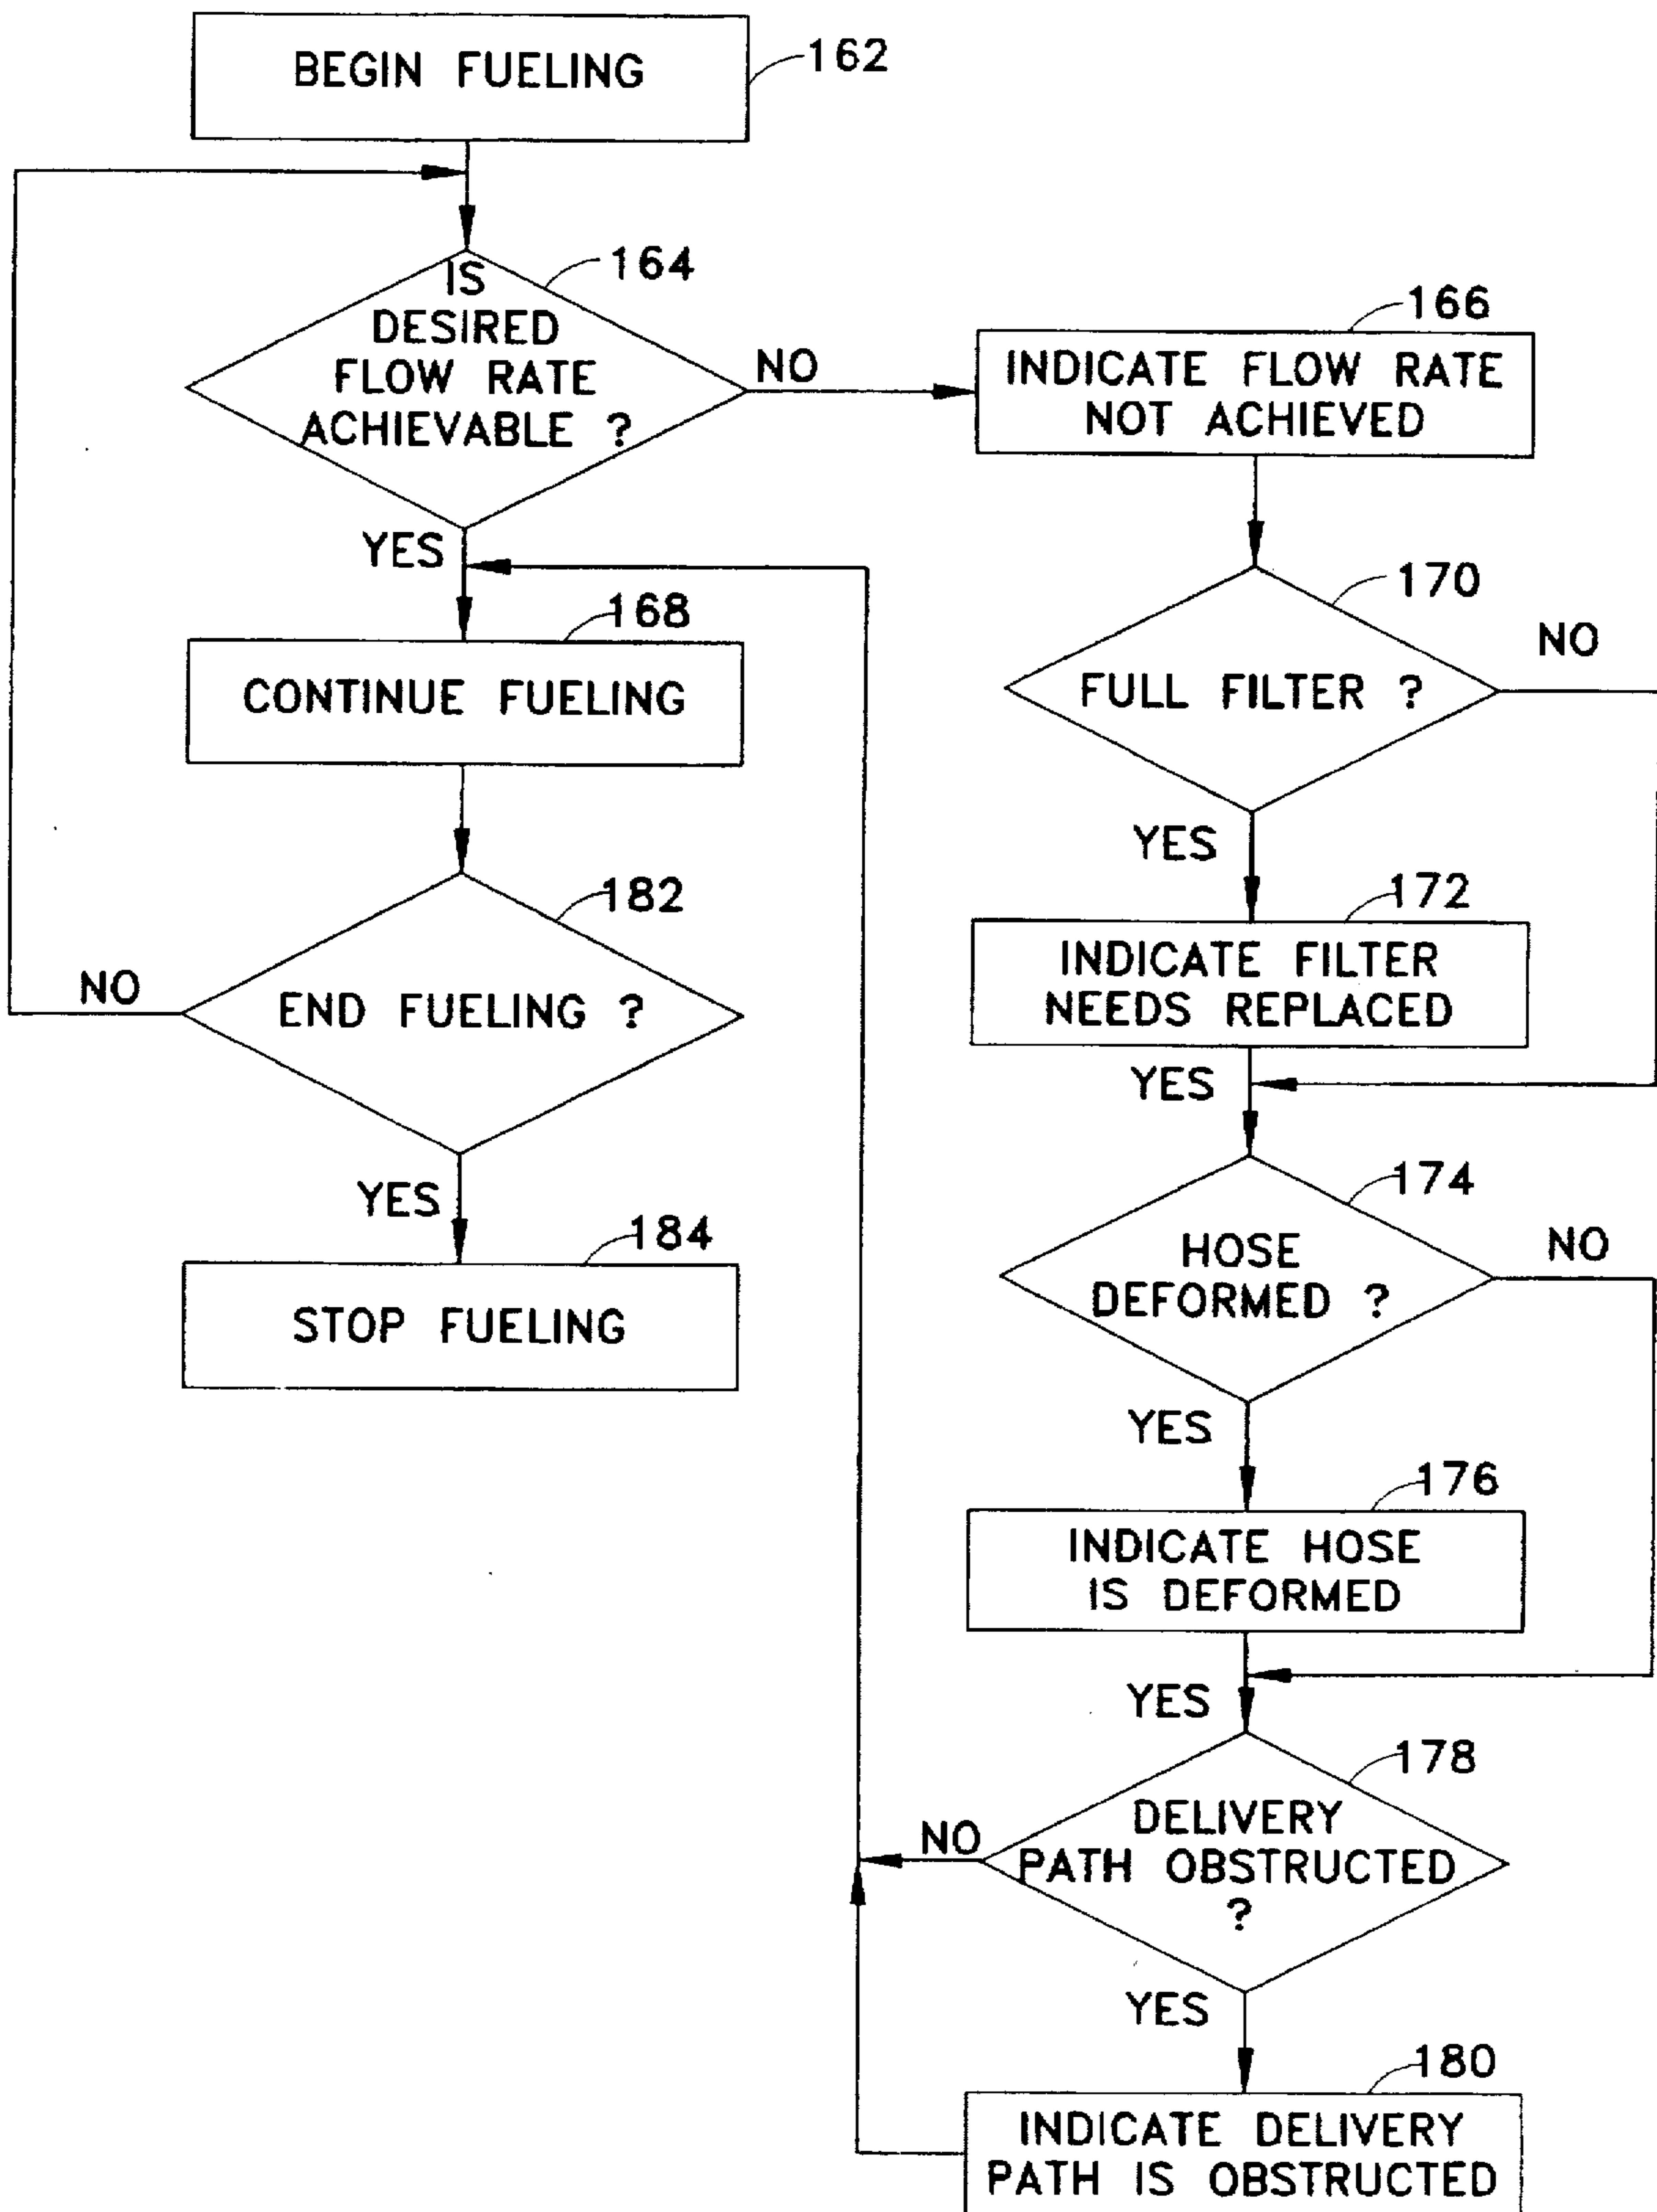 BEGIN FUELING
162
IS
DESIRED
FLOW RATE
ACHIEVABLE ?
164
NO
YES
166
INDICATE FLOW RATE
NOT ACHIEVED
168
CONTINUE FUELING
170
FULL FILTER ?
NO
YES
172
INDICATE FILTER
NEEDS REPLACED
YES
182
END FUELING ?
NO
YES
184
STOP FUELING
174
HOSE
DEFORMED ?
NO
YES
176
INDICATE HOSE
IS DEFORMED
YES
178
DELIVERY
PATH OBSTRUCTED
?
NO
YES
180
INDICATE DELIVERY
PATH IS OBSTRUCTED